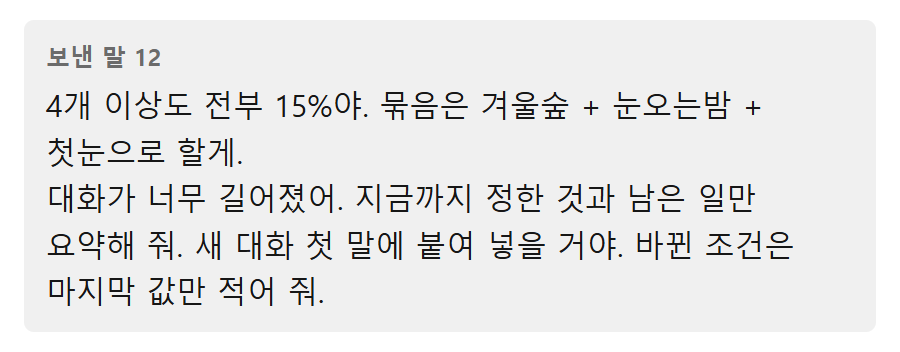 보낸 말 12
4개 이상도 전부 15%야. 묶음은 겨울숲 + 눈오는밤 +
첫눈으로 할게.
대화가 너무 길어졌어. 지금까지 정한 것과 남은 일만
요약해 줘. 새 대화 첫 말에 붙여 넣을 거야. 바뀐 조건은
마지막 값만 적어 줘.